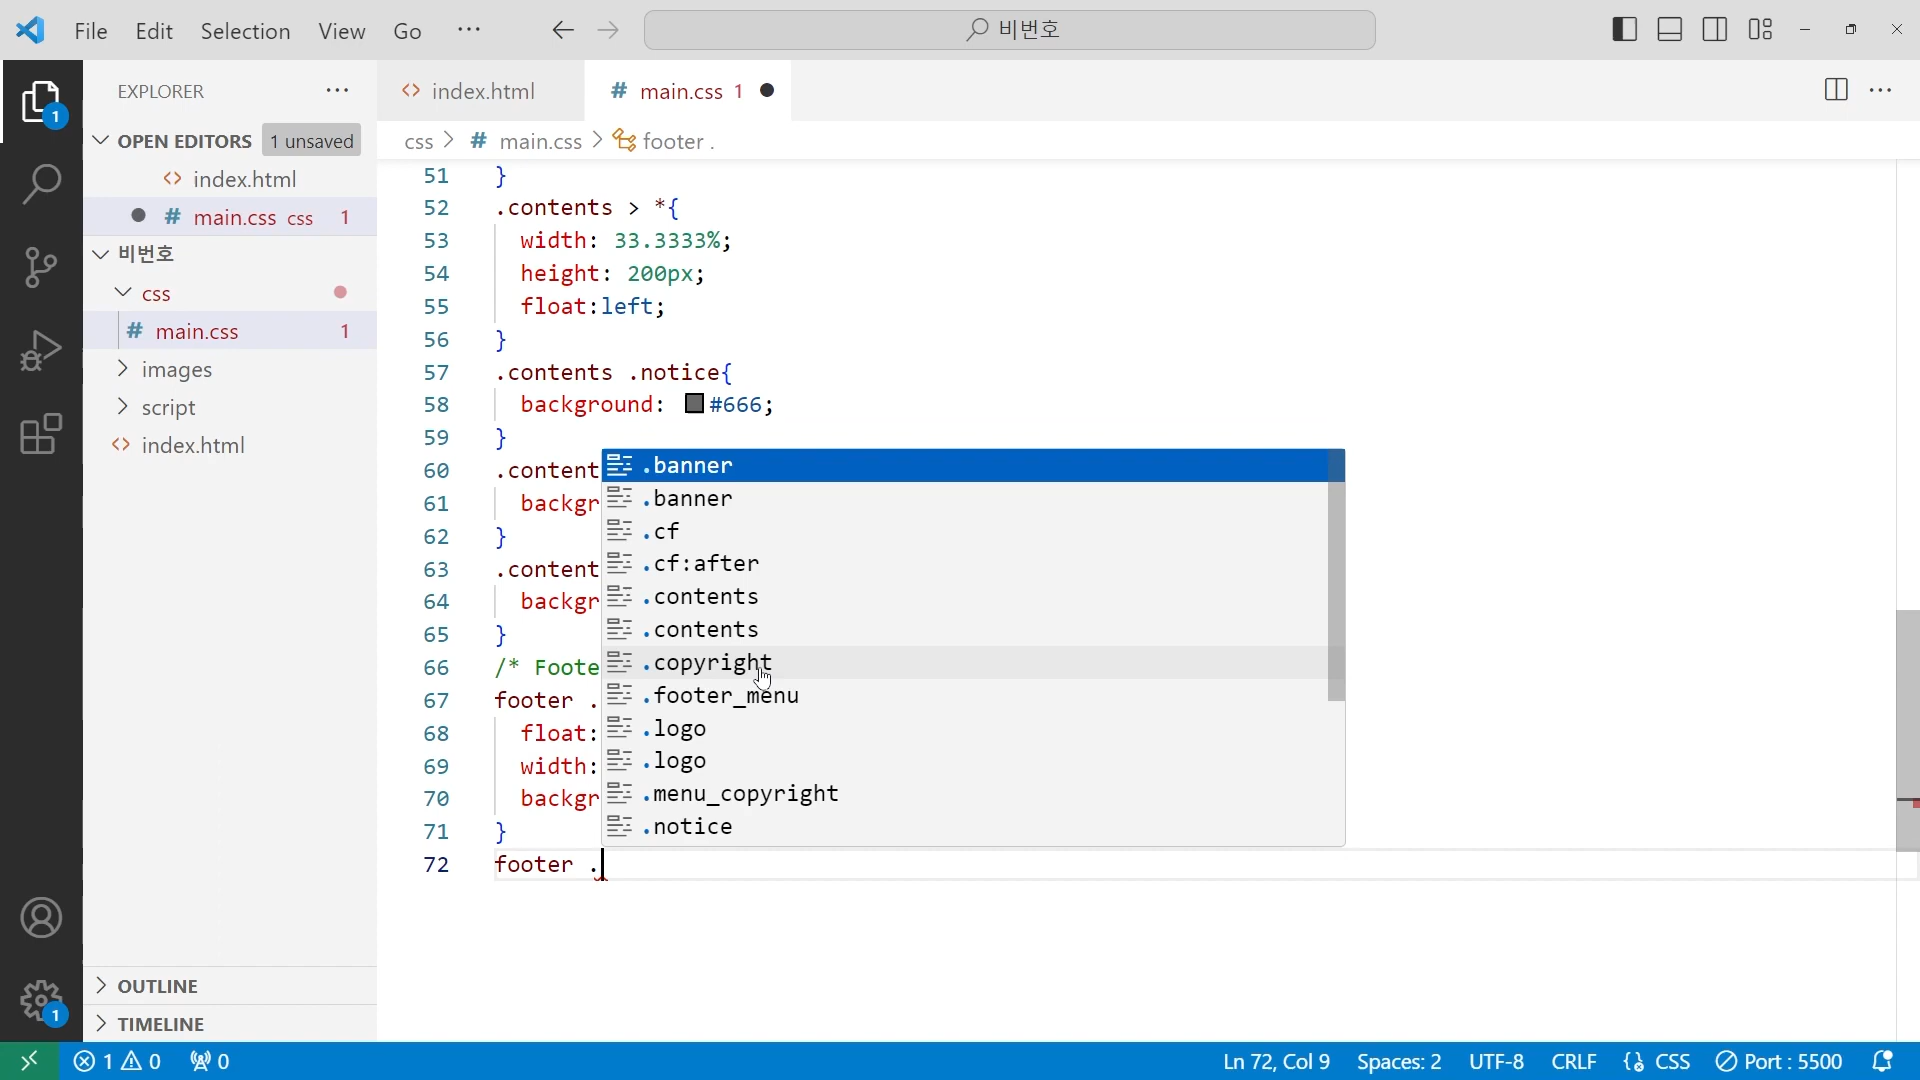 File Edit Selection View Go ··· 비번호
EXPLORER ···
index.html
# main.css 1
OPEN EDITORS 1 unsaved
css > # main.css > footer .
<> index.html
# main.css css 1
비번호
css
# main.css 1
images
script
<> index.html
OUTLINE
TIMELINE
51 }
52 .contents > *{
53 width: 33.3333%;
54 height: 200px;
55 float:left;
56 }
57 .contents .notice{
58 background: #666;
59 }
60 .content
61 backgr
62 }
63 .content
64 backgr
65 }
66 /* Foote
67 footer .
68 float:
69 width:
70 backgr
71 }
72 footer .
.banner
.banner
.cf
.cf:after
.contents
.contents
.copyright
.footer_menu
.logo
.logo
.menu_copyright
.notice
1
1
1 0 0 Ln 72, Col 9 Spaces: 2 UTF-8 CRLF {} CSS Port : 5500